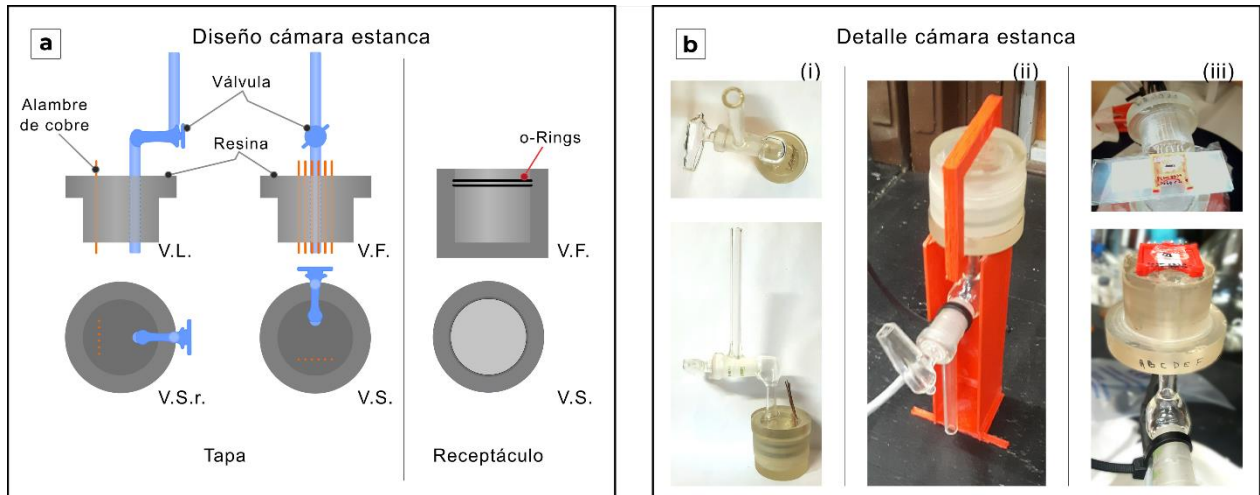 a
Diseño cámara estanca
Válvula
Alambre
de cobre
Resina
o-Rings
V.L.
V.F.
V.F.
V.S.r.
V.S.
V.S.
Tapa
Receptáculo
b
Detalle cámara estanca
(i)
(ii)
(iii)
A B C D E F